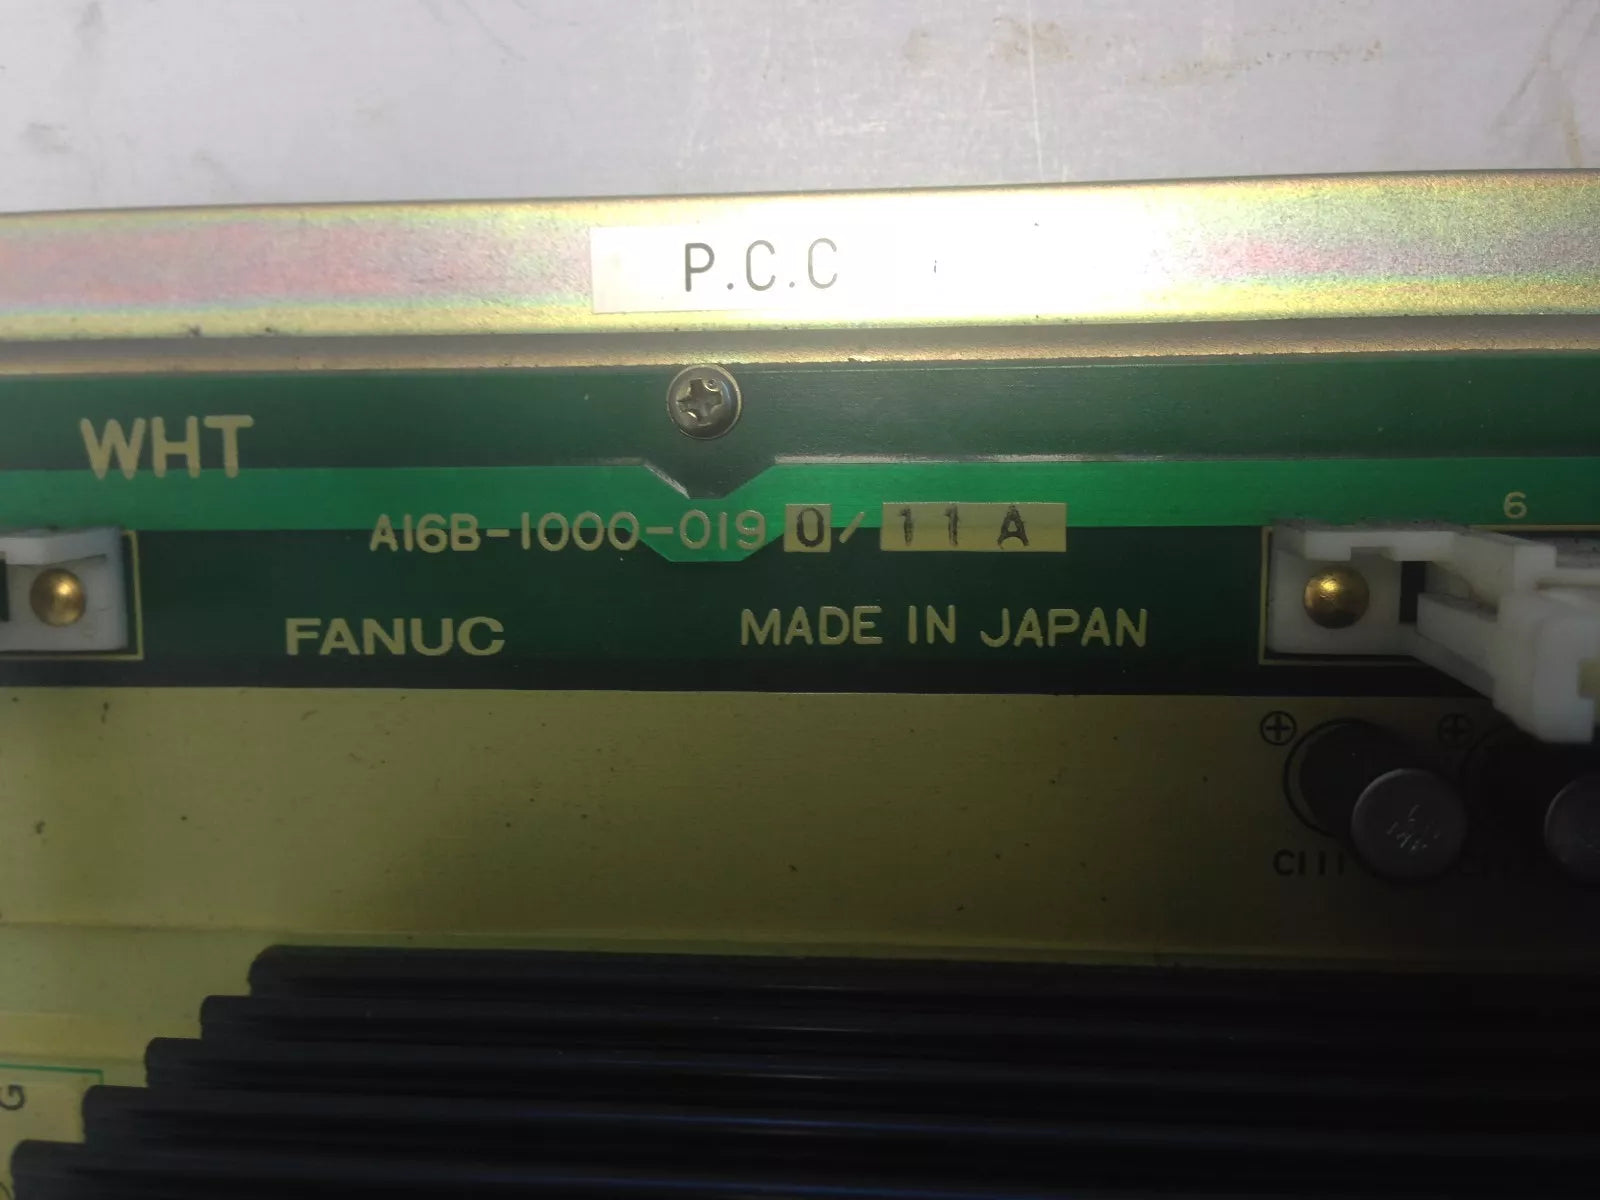 P.C.C
WHT
A16B-1000-0190/11A
6
FANUC
MADE IN JAPAN
C111
G